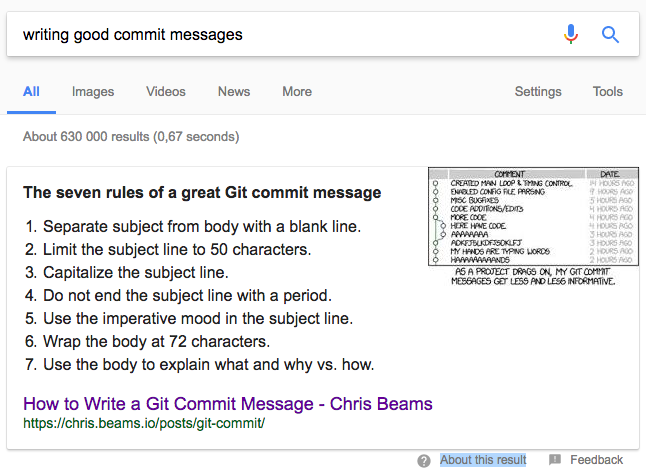 writing good commit messages
All Images Videos News More Settings Tools
About 630 000 results (0,67 seconds)
The seven rules of a great Git commit message
1. Separate subject from body with a blank line.
2. Limit the subject line to 50 characters.
3. Capitalize the subject line.
4. Do not end the subject line with a period.
5. Use the imperative mood in the subject line.
6. Wrap the body at 72 characters.
7. Use the body to explain what and why vs. how.
COMMENT DATE
CREATED MAIN LOOP & TIMING CONTROL 14 HOURS AGO
ENABLED CONFIG FILE PARSING 9 HOURS AGO
MISC BUGFIXES 5 HOURS AGO
CODE ADDITIONS/EDITS 4 HOURS AGO
MORE CODE 4 HOURS AGO
HERE HAVE CODE 4 HOURS AGO
AAAAAAAA 3 HOURS AGO
ADKFJSLKDFJSDKLFJ 3 HOURS AGO
MY HANDS ARE TYPING WORDS 2 HOURS AGO
HAAAAAAAAANDS 2 HOURS AGO
AS A PROJECT DRAGS ON, MY GIT COMMIT
MESSAGES GET LESS AND LESS INFORMATIVE.
How to Write a Git Commit Message - Chris Beams
https://chris.beams.io/posts/git-commit/
About this result Feedback